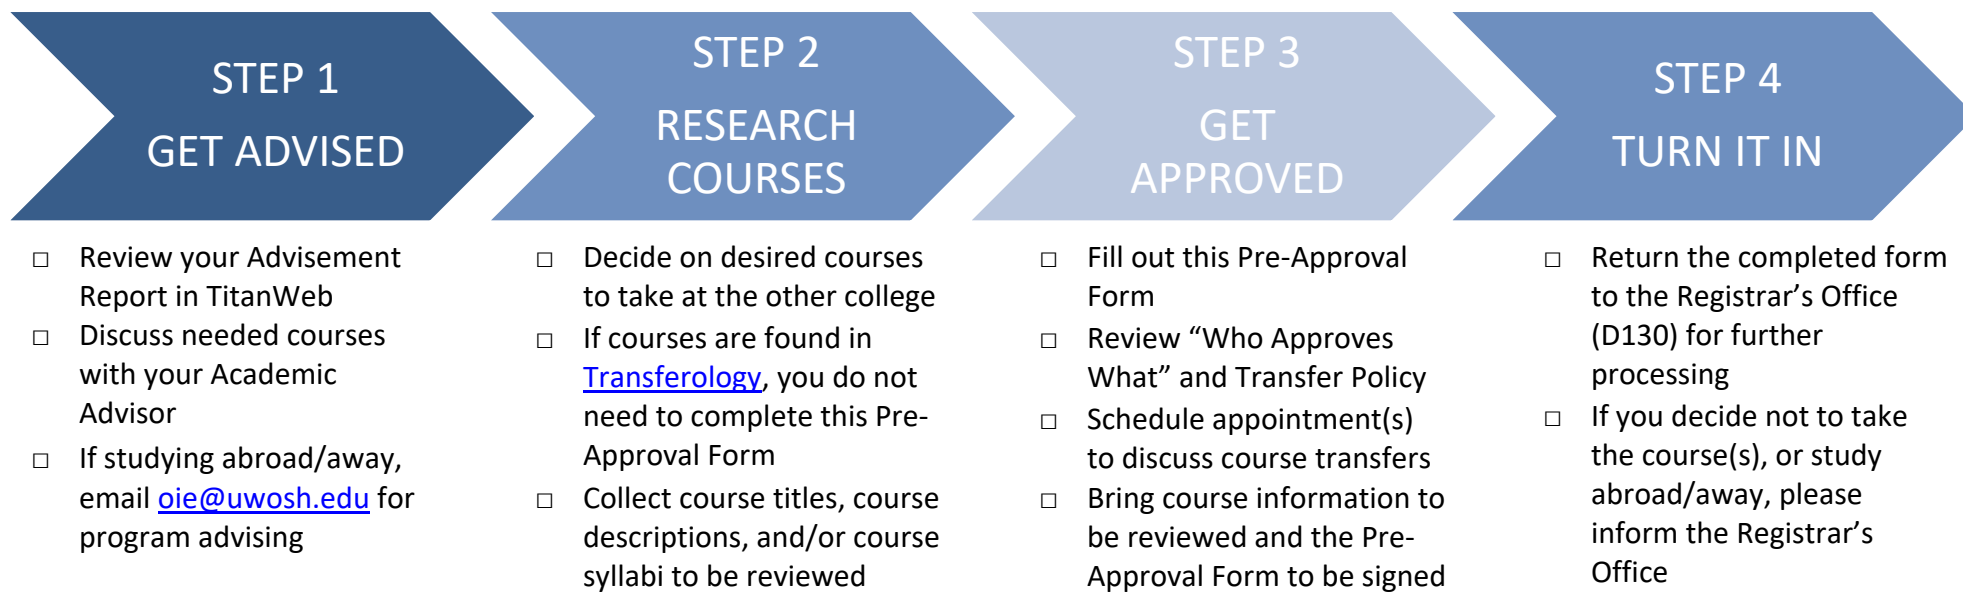 STEP 1
GET ADVISED
STEP 2
RESEARCH
COURSES
STEP 3
GET
APPROVED
STEP 4
TURN IT IN
□ Review your Advisement
Report in TitanWeb
□ Discuss needed courses
with your Academic
Advisor
□ If studying abroad/away,
email oie@uwosh.edu for
program advising
□ Decide on desired courses
to take at the other college
□ If courses are found in
Transferology, you do not
need to complete this Pre-
Approval Form
□ Collect course titles, course
descriptions, and/or course
syllabi to be reviewed
□ Fill out this Pre-Approval
Form
□ Review “Who Approves
What” and Transfer Policy
□ Schedule appointment(s)
to discuss course transfers
□ Bring course information to
be reviewed and the Pre-
Approval Form to be signed
□ Return the completed form
to the Registrar’s Office
(D130) for further
processing
□ If you decide not to take
the course(s), or study
abroad/away, please
inform the Registrar’s
Office